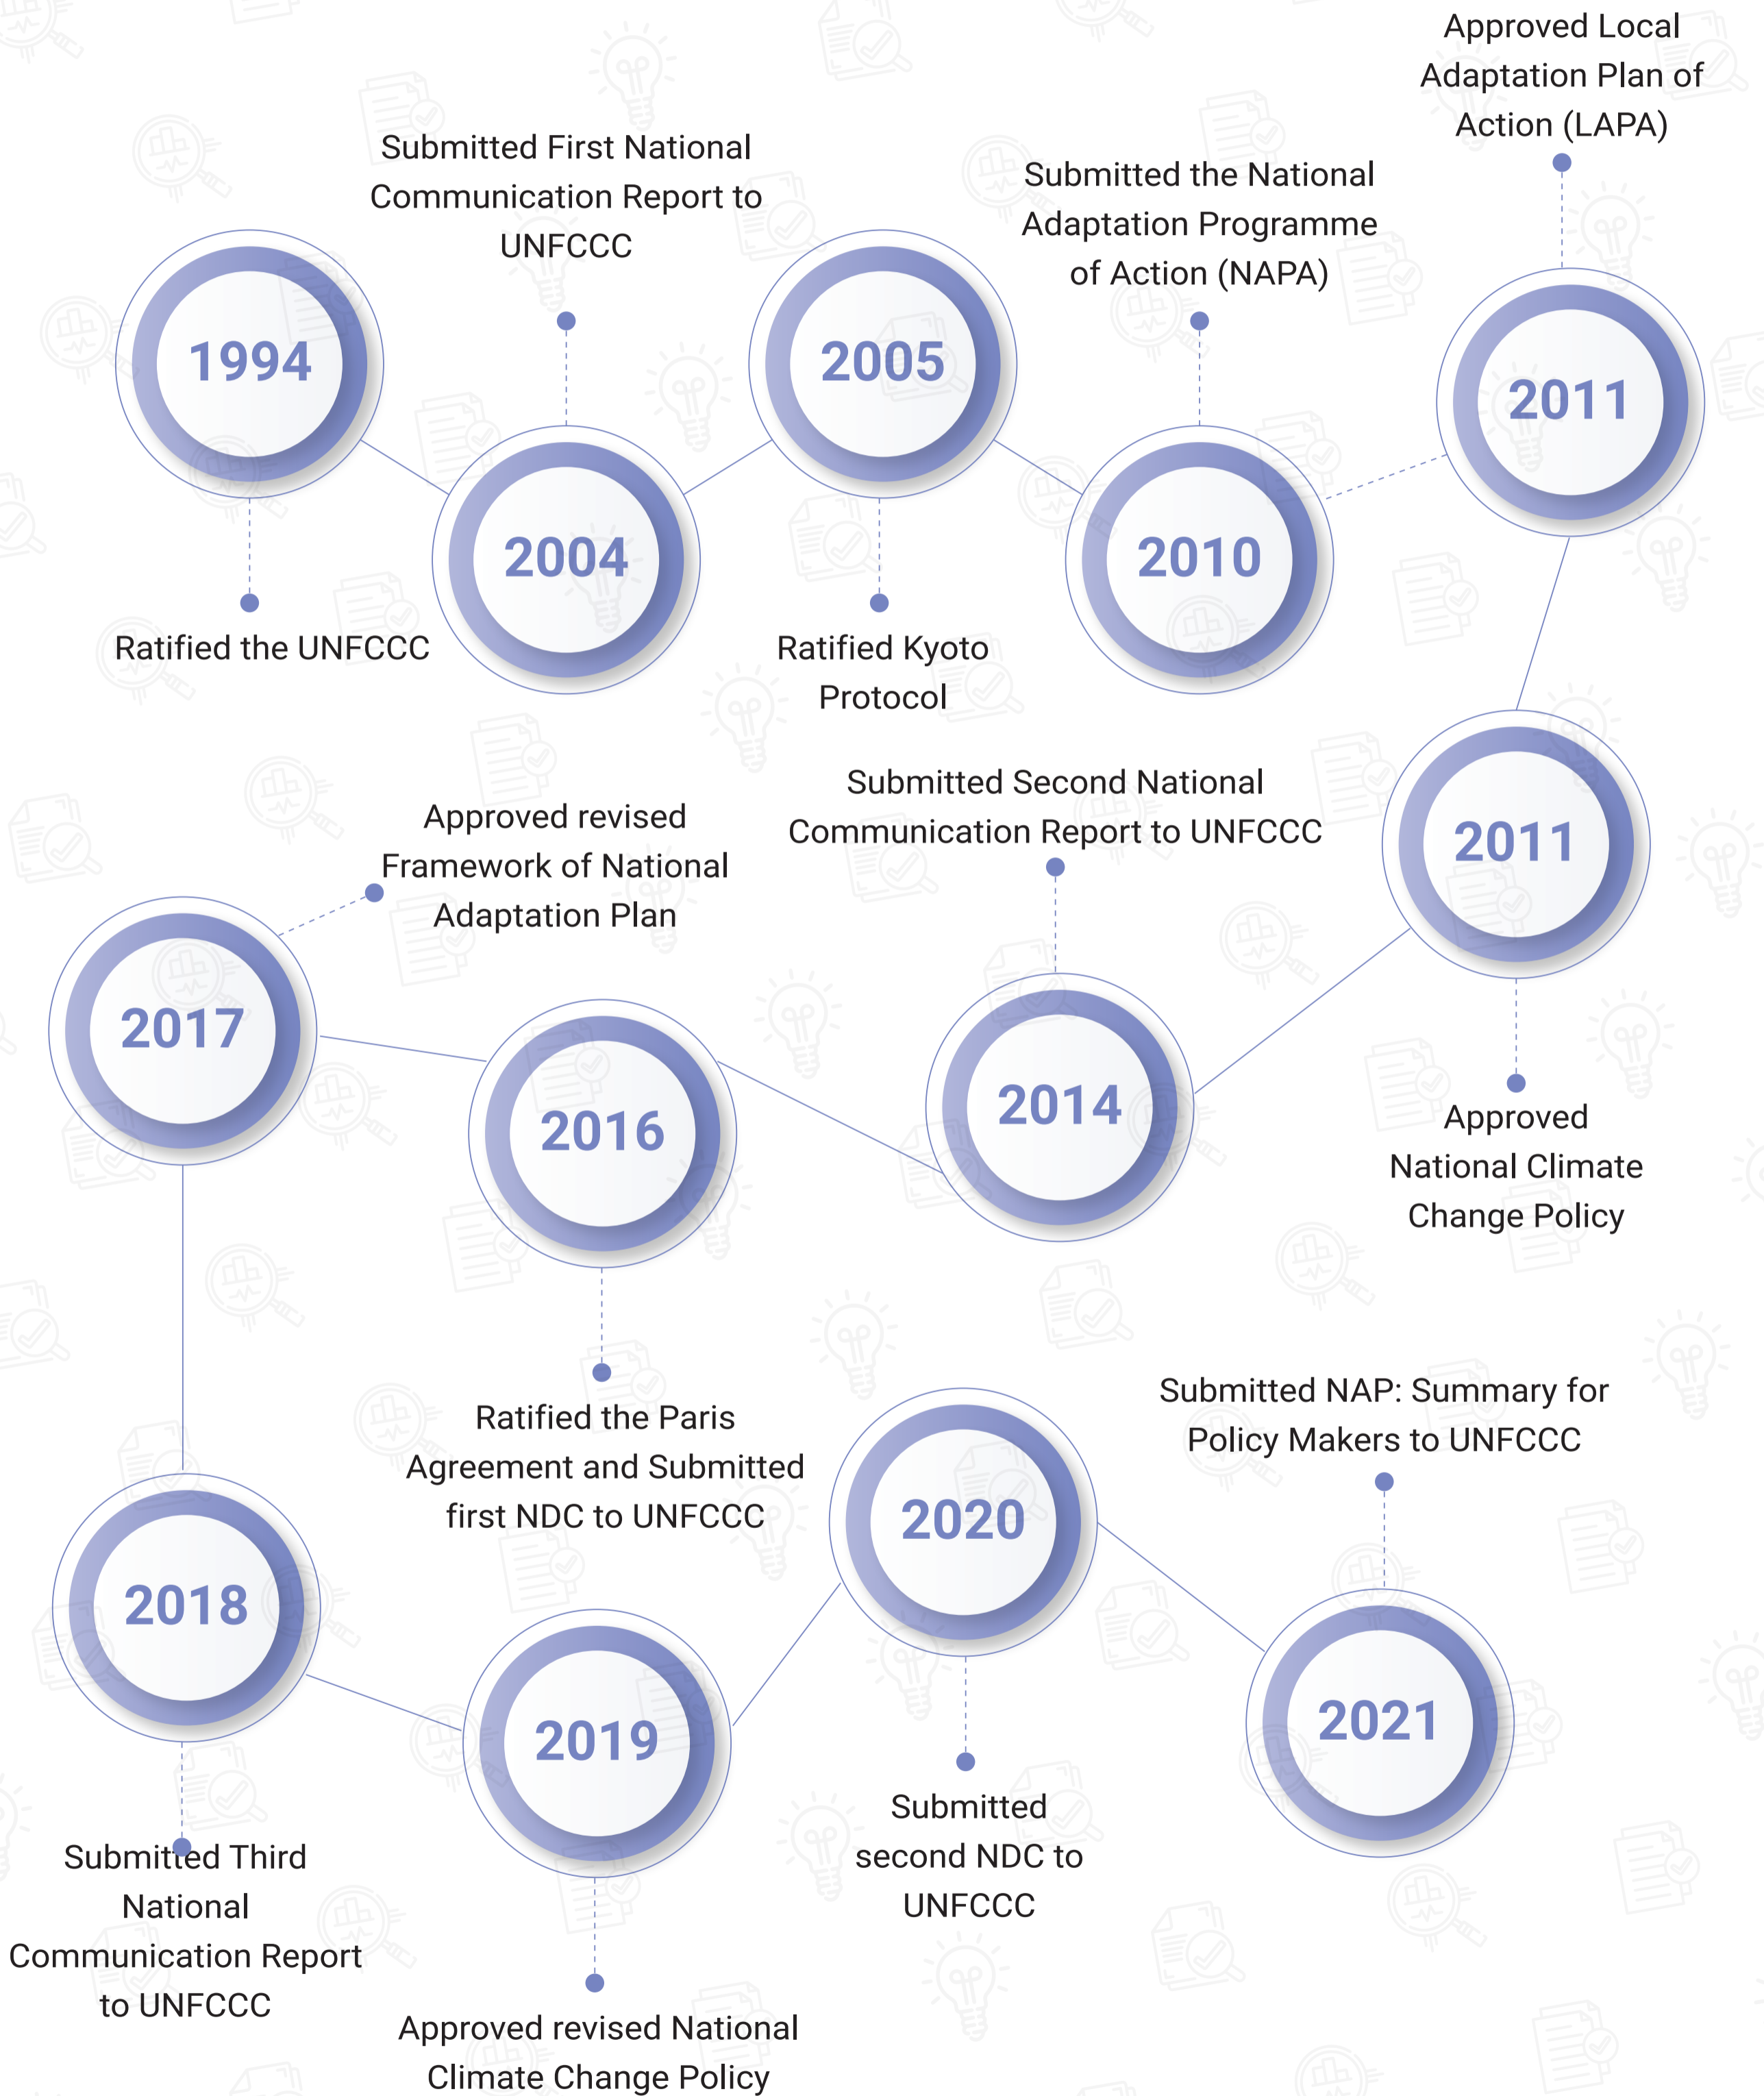 1994
Ratified the UNFCCC
Submitted First National
Communication Report to
UNFCCC
2004
2005
Ratified Kyoto
Protocol
Submitted the National
Adaptation Programme
of Action (NAPA)
2010
Approved Local
Adaptation Plan of
Action (LAPA)
2011
2011
Approved
National Climate
Change Policy
Submitted Second National
Communication Report to UNFCCC
2014
2016
Ratified the Paris
Agreement and Submitted
first NDC to UNFCCC
Approved revised
Framework of National
Adaptation Plan
2017
2018
Submitted Third
National
Communication Report
to UNFCCC
2019
Approved revised National
Climate Change Policy
2020
Submitted
second NDC to
UNFCCC
Submitted NAP: Summary for
Policy Makers to UNFCCC
2021